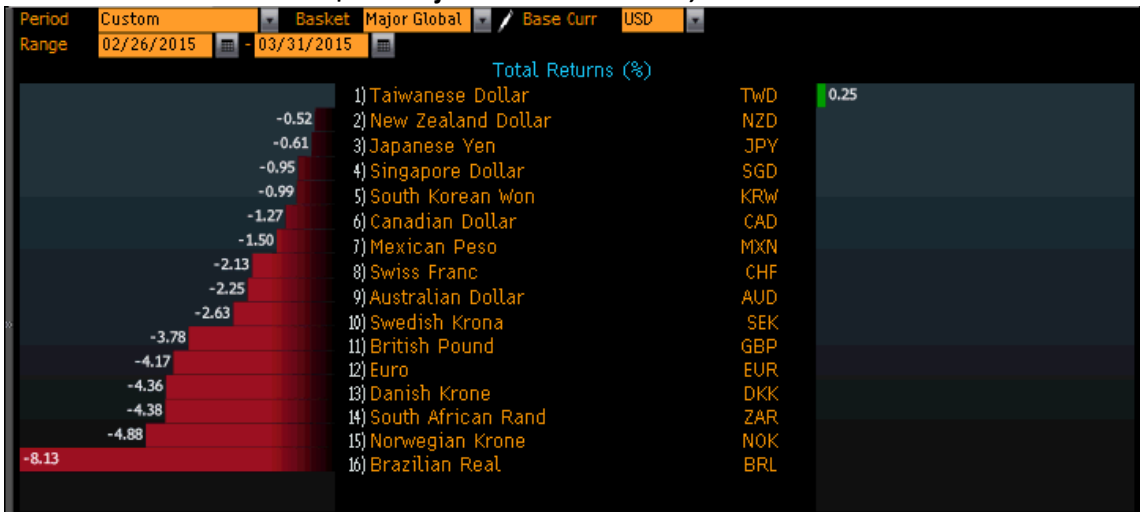 Period Custom Basket Major Global Base Curr USD
Range 02/26/2015 - 03/31/2015
Total Returns (%)
1) Taiwanese Dollar TWD 0.25
-0.52 2) New Zealand Dollar NZD
-0.61 3) Japanese Yen JPY
-0.95 4) Singapore Dollar SGD
-0.99 5) South Korean Won KRW
-1.27 6) Canadian Dollar CAD
-1.50 7) Mexican Peso MXN
-2.13 8) Swiss Franc CHF
-2.25 9) Australian Dollar AUD
-2.63 10) Swedish Krona SEK
-3.78 11) British Pound GBP
-4.17 12) Euro EUR
-4.36 13) Danish Krone DKK
-4.38 14) South African Rand ZAR
-4.88 15) Norwegian Krone NOK
-8.13 16) Brazilian Real BRL